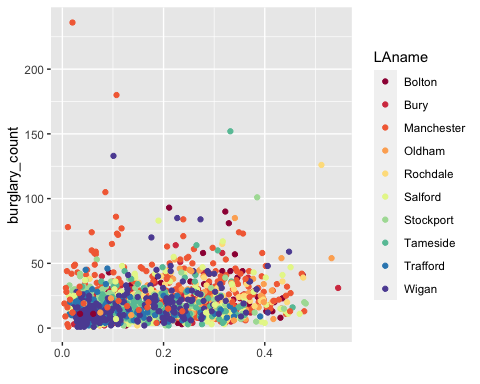 burglary_count
200
150
100
50
0
0.0 0.2 0.4
incscore
LAname
Bolton
Bury
Manchester
Oldham
Rochdale
Salford
Stockport
Tameside
Trafford
Wigan